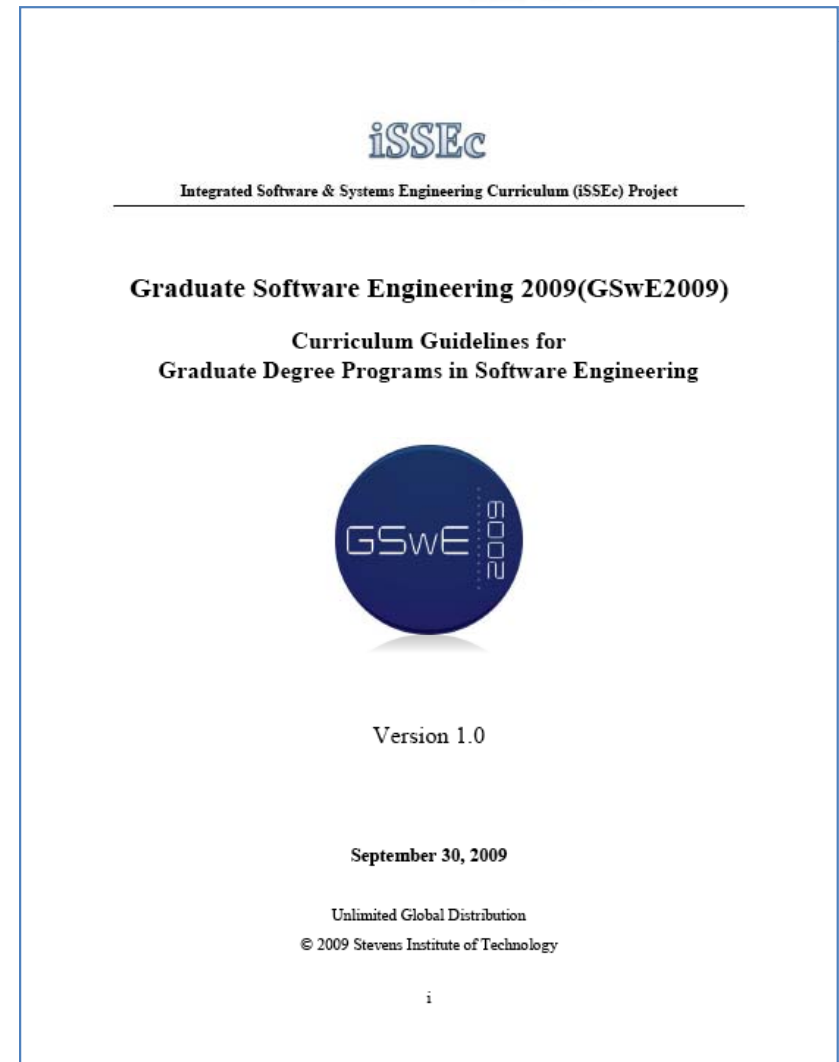 iSSEc
Integrated Software & Systems Engineering Curriculum (iSSEc) Project
Graduate Software Engineering 2009(GSwE2009)
Curriculum Guidelines for
Graduate Degree Programs in Software Engineering
GSwE 2009
Version 1.0
September 30, 2009
Unlimited Global Distribution
© 2009 Stevens Institute of Technology
i